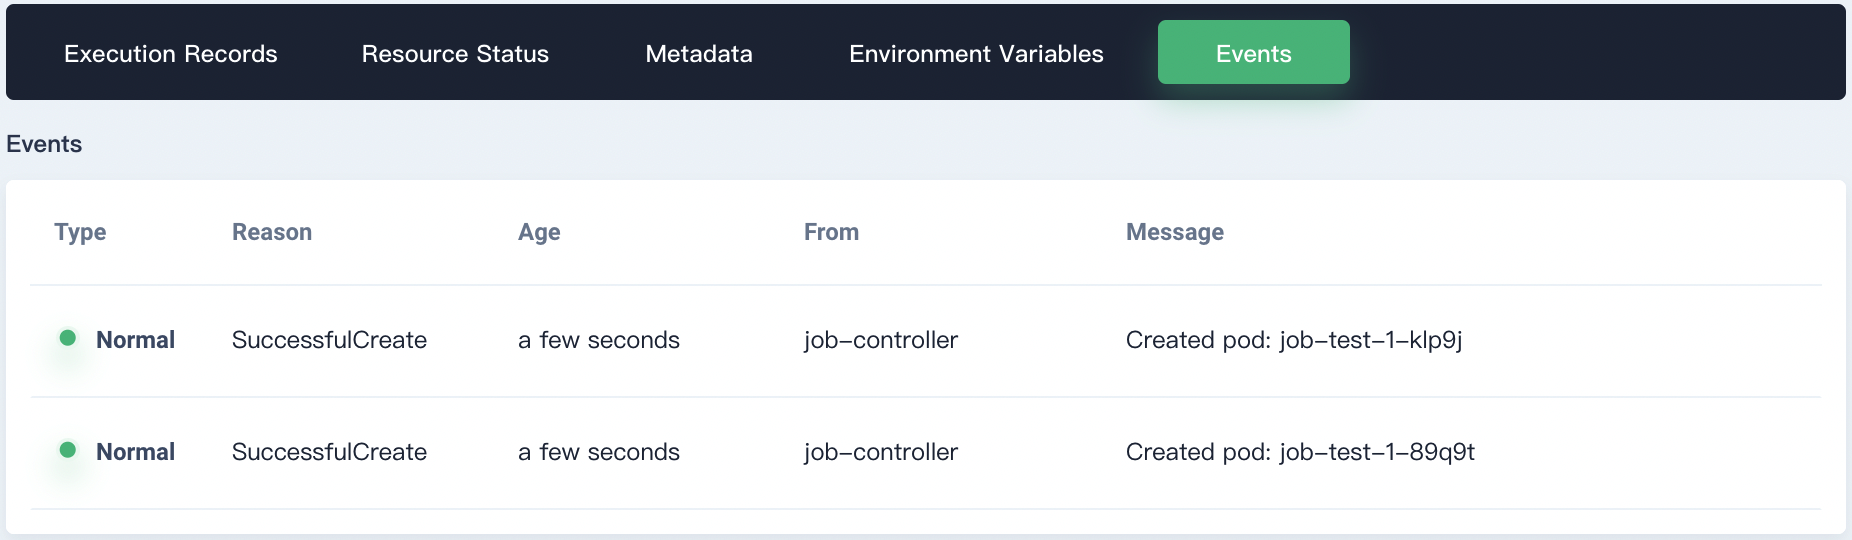 Execution Records Resource Status Metadata Environment Variables Events
Events
Type Reason Age From Message
Normal SuccessfulCreate a few seconds job-controller Created pod: job-test-1-klp9j
Normal SuccessfulCreate a few seconds job-controller Created pod: job-test-1-89q9t